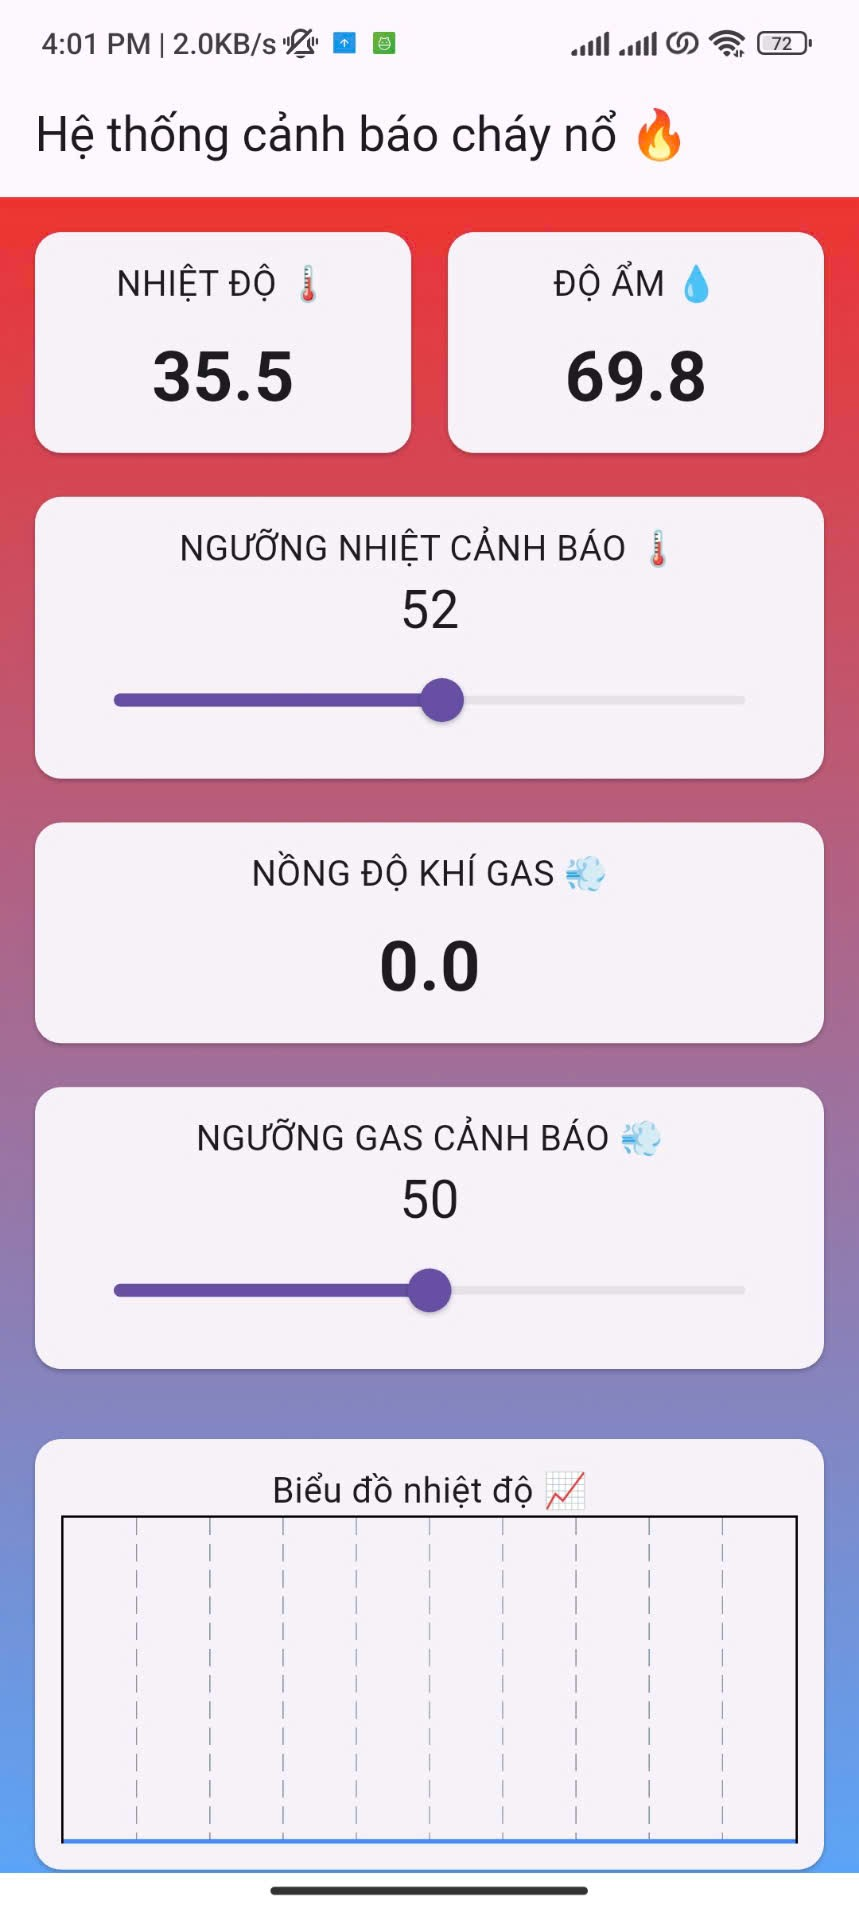 4:01 PM | 2.0KB/s
72
Hệ thống cảnh báo cháy nổ 🔥
NHIỆT ĐỘ 🌡️
ĐỘ ẨM 💧
35.5
69.8
NGƯỠNG NHIỆT CẢNH BÁO 🌡️
52
NỒNG ĐỘ KHÍ GAS 💨
0.0
NGƯỠNG GAS CẢNH BÁO 💨
50
Biểu đồ nhiệt độ 📈